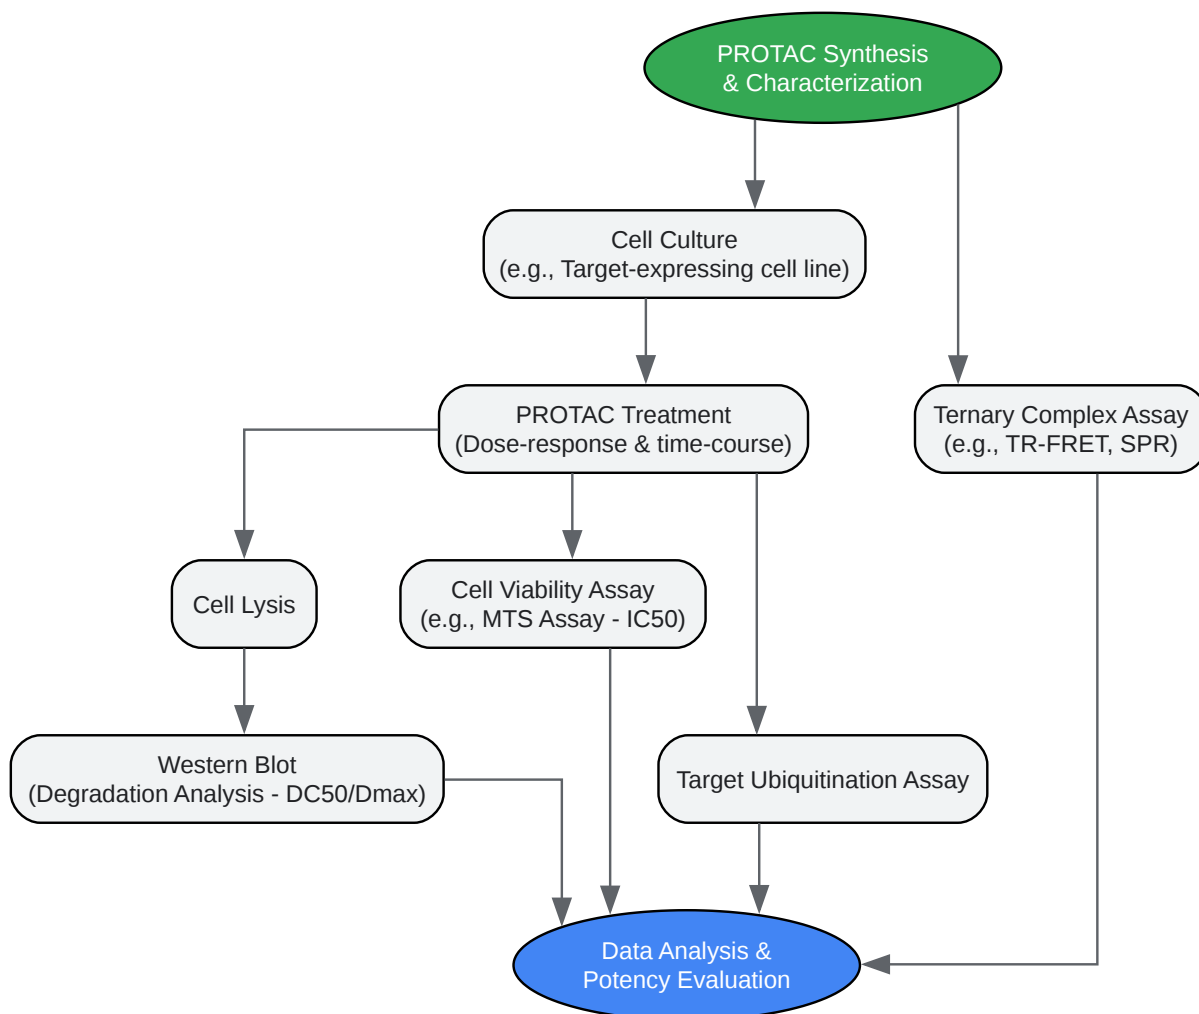 PROTAC Synthesis
& Characterization
Cell Culture
(e.g., Target-expressing cell line)
PROTAC Treatment
(Dose-response & time-course)
Ternary Complex Assay
(e.g., TR-FRET, SPR)
Cell Lysis
Cell Viability Assay
(e.g., MTS Assay - IC50)
Western Blot
(Degradation Analysis - DC50/Dmax)
Target Ubiquitination Assay
Data Analysis &
Potency Evaluation